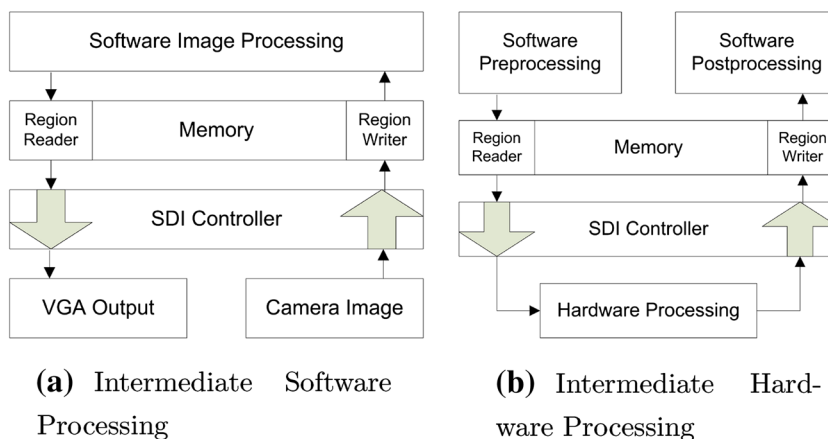 Software Image Processing
Region
Reader
Memory
Region
Writer
SDI Controller
VGA Output
Camera Image
(a) Intermediate Software
Processing
Software
Preprocessing
Software
Postprocessing
Region
Reader
Memory
Region
Writer
SDI Controller
Hardware Processing
(b) Intermediate Hard-
ware Processing